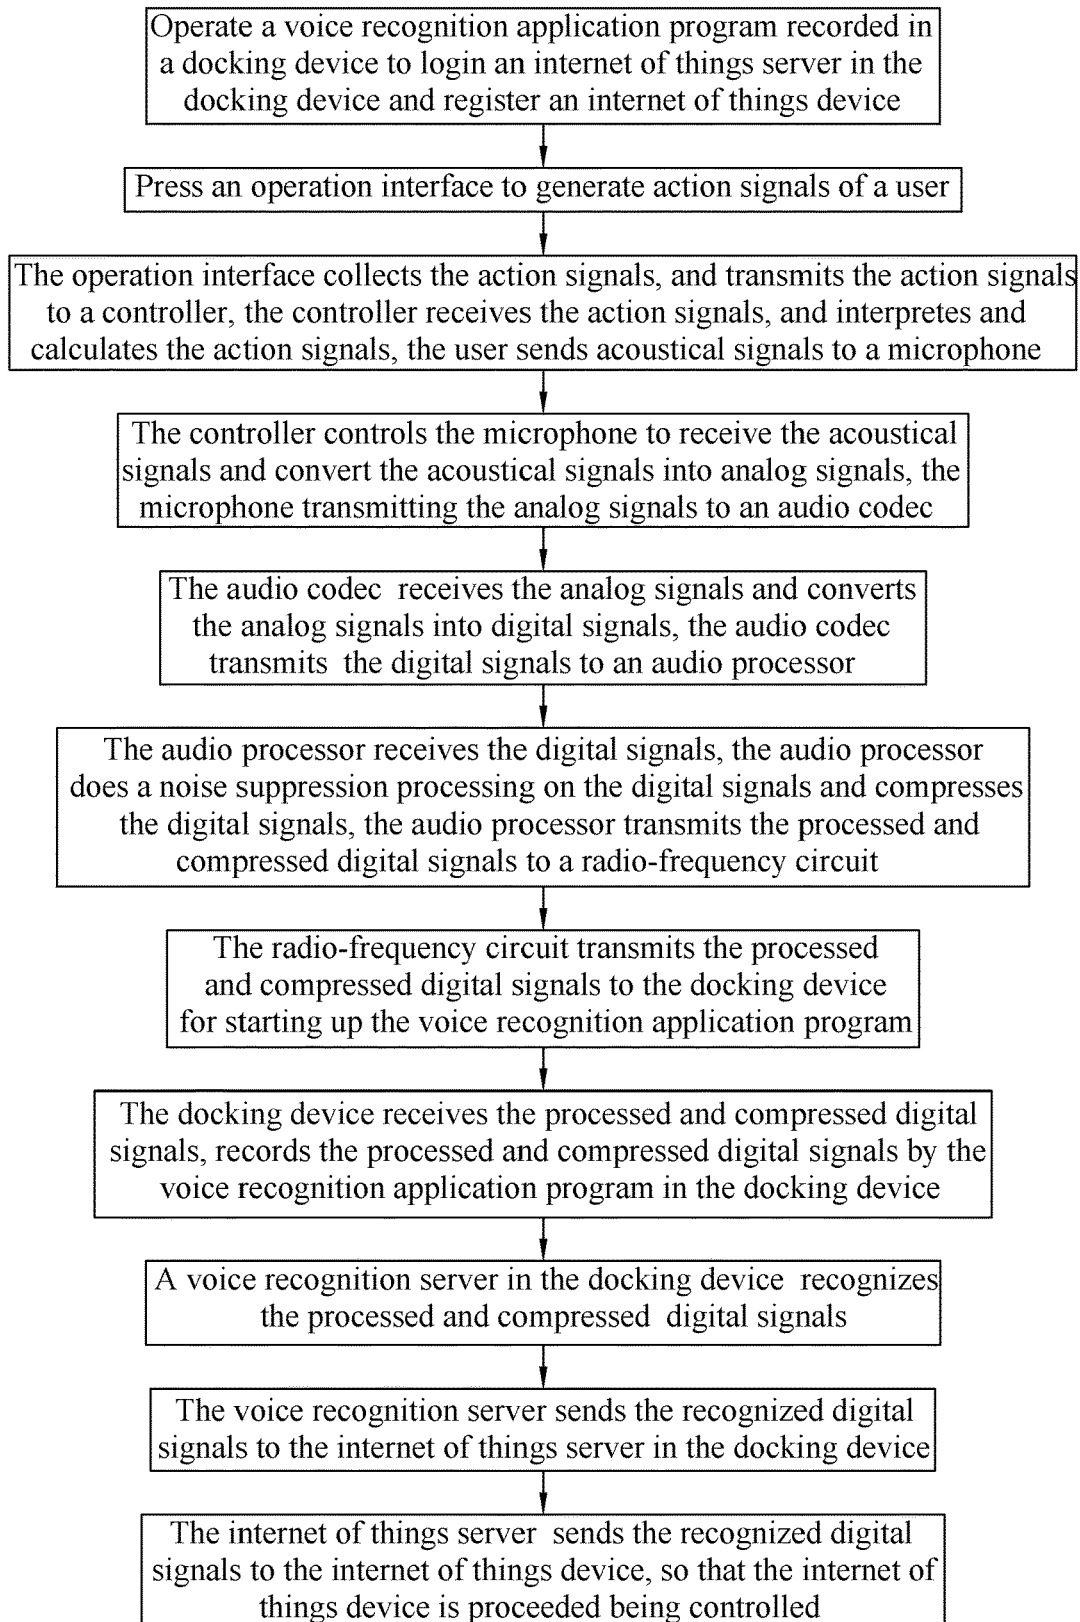 Operate a voice recognition application program recorded in
a docking device to login an internet of things server in the
docking device and register an internet of things device
Press an operation interface to generate action signals of a user
The operation interface collects the action signals, and transmits the action signals
to a controller, the controller receives the action signals, and interpretes and
calculates the action signals, the user sends acoustical signals to a microphone
The controller controls the microphone to receive the acoustical
signals and convert the acoustical signals into analog signals, the
microphone transmitting the analog signals to an audio codec
The audio codec receives the analog signals and converts
the analog signals into digital signals, the audio codec
transmits the digital signals to an audio processor
The audio processor receives the digital signals, the audio processor
does a noise suppression processing on the digital signals and compresses
the digital signals, the audio processor transmits the processed and
compressed digital signals to a radio-frequency circuit
The radio-frequency circuit transmits the processed
and compressed digital signals to the docking device
for starting up the voice recognition application program
The docking device receives the processed and compressed digital
signals, records the processed and compressed digital signals by the
voice recognition application program in the docking device
A voice recognition server in the docking device recognizes
the processed and compressed digital signals
The voice recognition server sends the recognized digital
signals to the internet of things server in the docking device
The internet of things server sends the recognized digital
signals to the internet of things device, so that the internet of
things device is proceeded being controlled